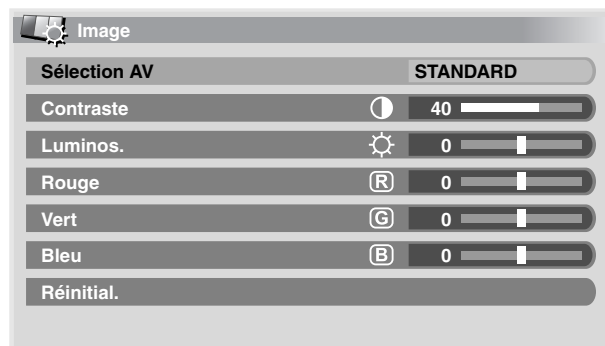 Image
Sélection AV STANDARD
Contraste 40
Luminos. 0
Rouge R 0
Vert G 0
Bleu B 0
Réinitial.